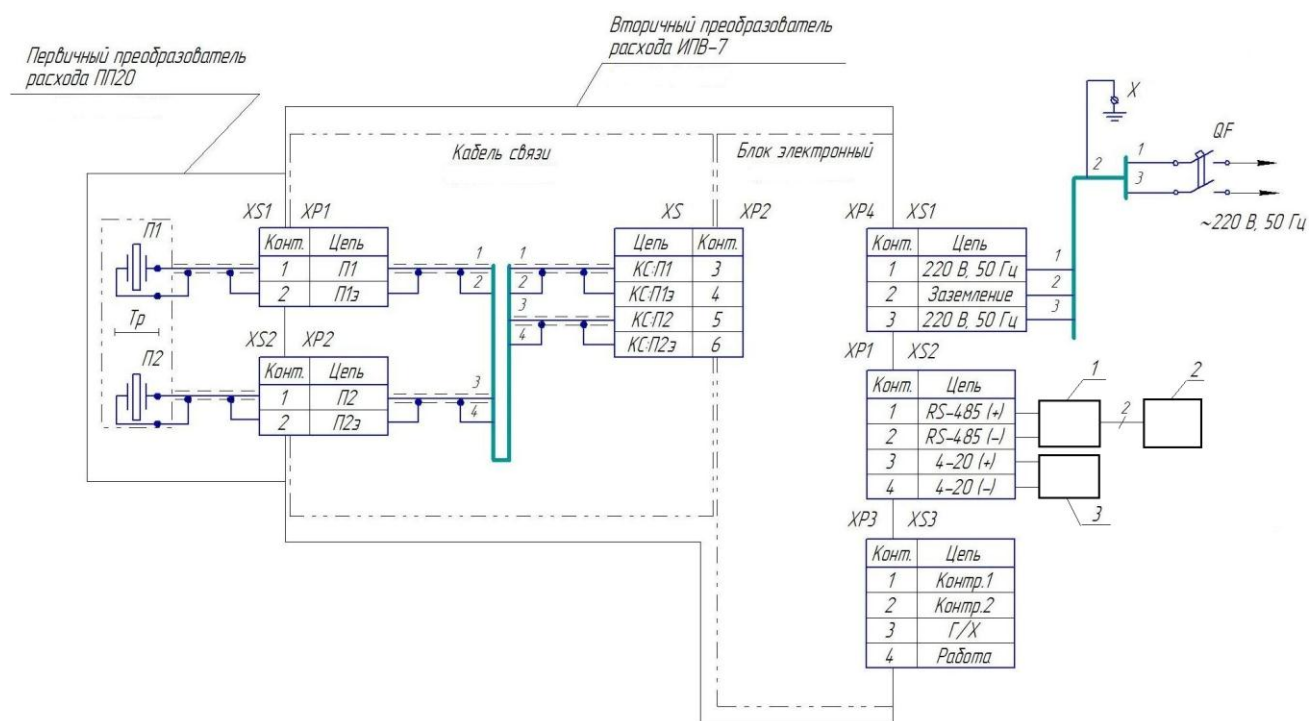 Вторичный преобразователь
расхода ИПВ-7
Первичный преобразователь
расхода ПП20
Кабель связи
Блок электронный
X
QF
1
2
3
~220 В, 50 Гц
XS1 XP1
Конт. Цепь
1 П1
2 П1э
П1
Тр
П2
XS2 XP2
Конт. Цепь
1 П2
2 П2э
1
2
3
4
1
2
3
4
XS XP2
Цепь Конт.
КС:П1 3
КС:П1э 4
КС:П2 5
КС:П2э 6
XP4 XS1
Конт. Цепь
1 220 В, 50 Гц
2 Заземление
3 220 В, 50 Гц
1
2
3
XP1 XS2
Конт. Цепь
1 RS-485 (+)
2 RS-485 (-)
3 4-20 (+)
4 4-20 (-)
1
2
2
3
XP3 XS3
Конт. Цепь
1 Контр.1
2 Контр.2
3 Г/Х
4 Работа